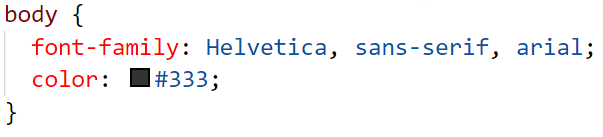 body {
  font-family: Helvetica, sans-serif, arial;
  color: #333;
}